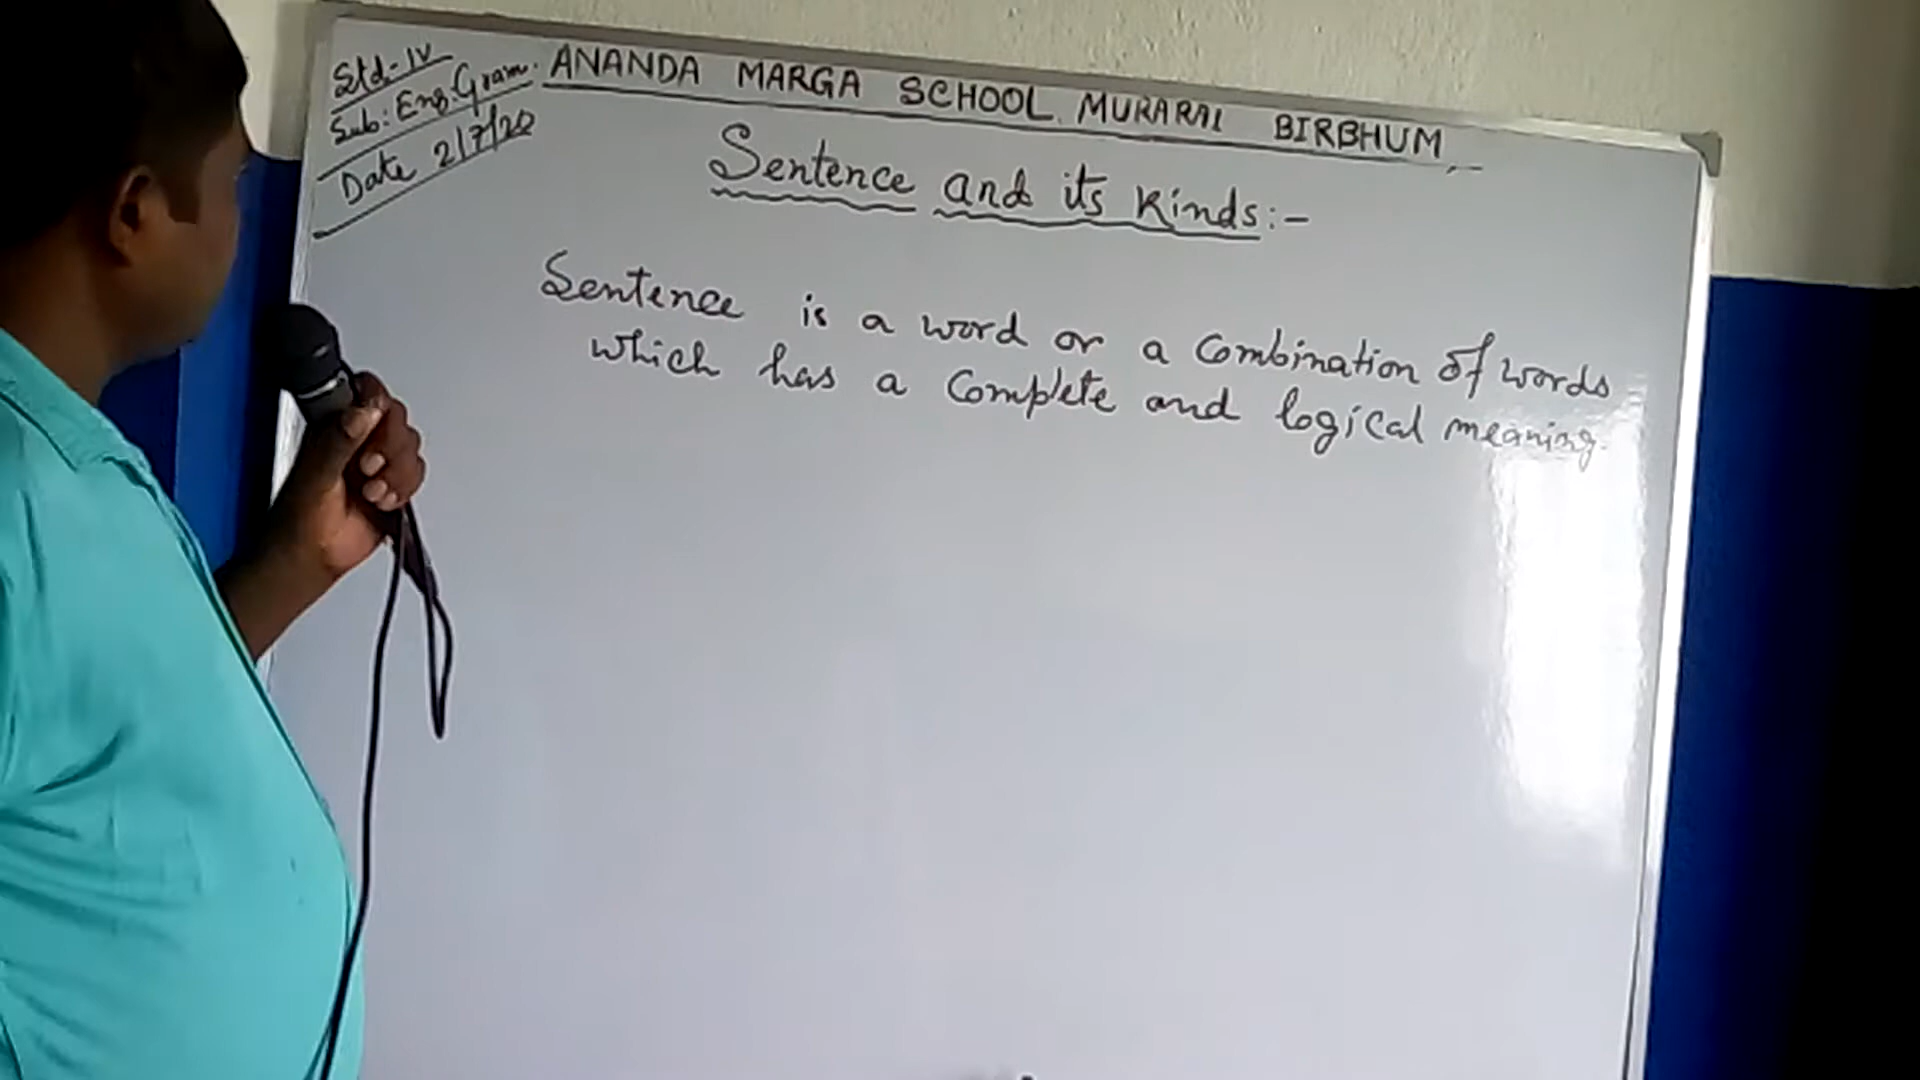 Std:- IV
Sub: Eng. Gram.
Date 2/7/20
ANANDA MARGA SCHOOL, MURARAI BIRBHUM,-
Sentence and its Kinds:-
Sentence is a word or a Combination of words
which has a Complete and logical meaning.